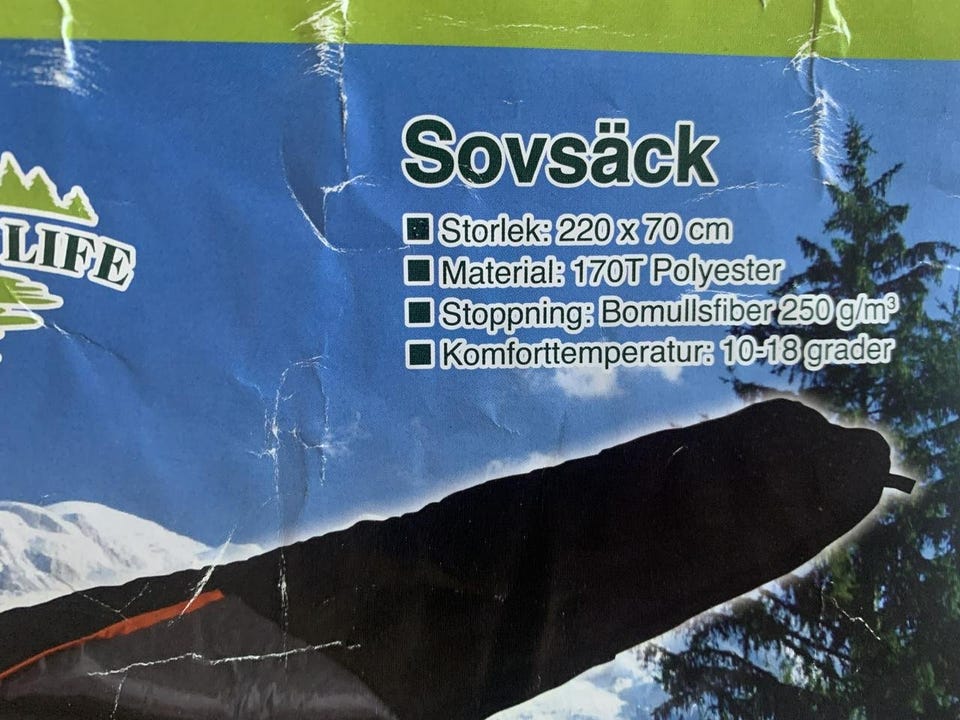 Sovsäck
Storlek: 220 x 70 cm
Material: 170T Polyester
Stoppning: Bomullsfiber 250 g/m³
Komforttemperatur: 10-18 grader
LIFE